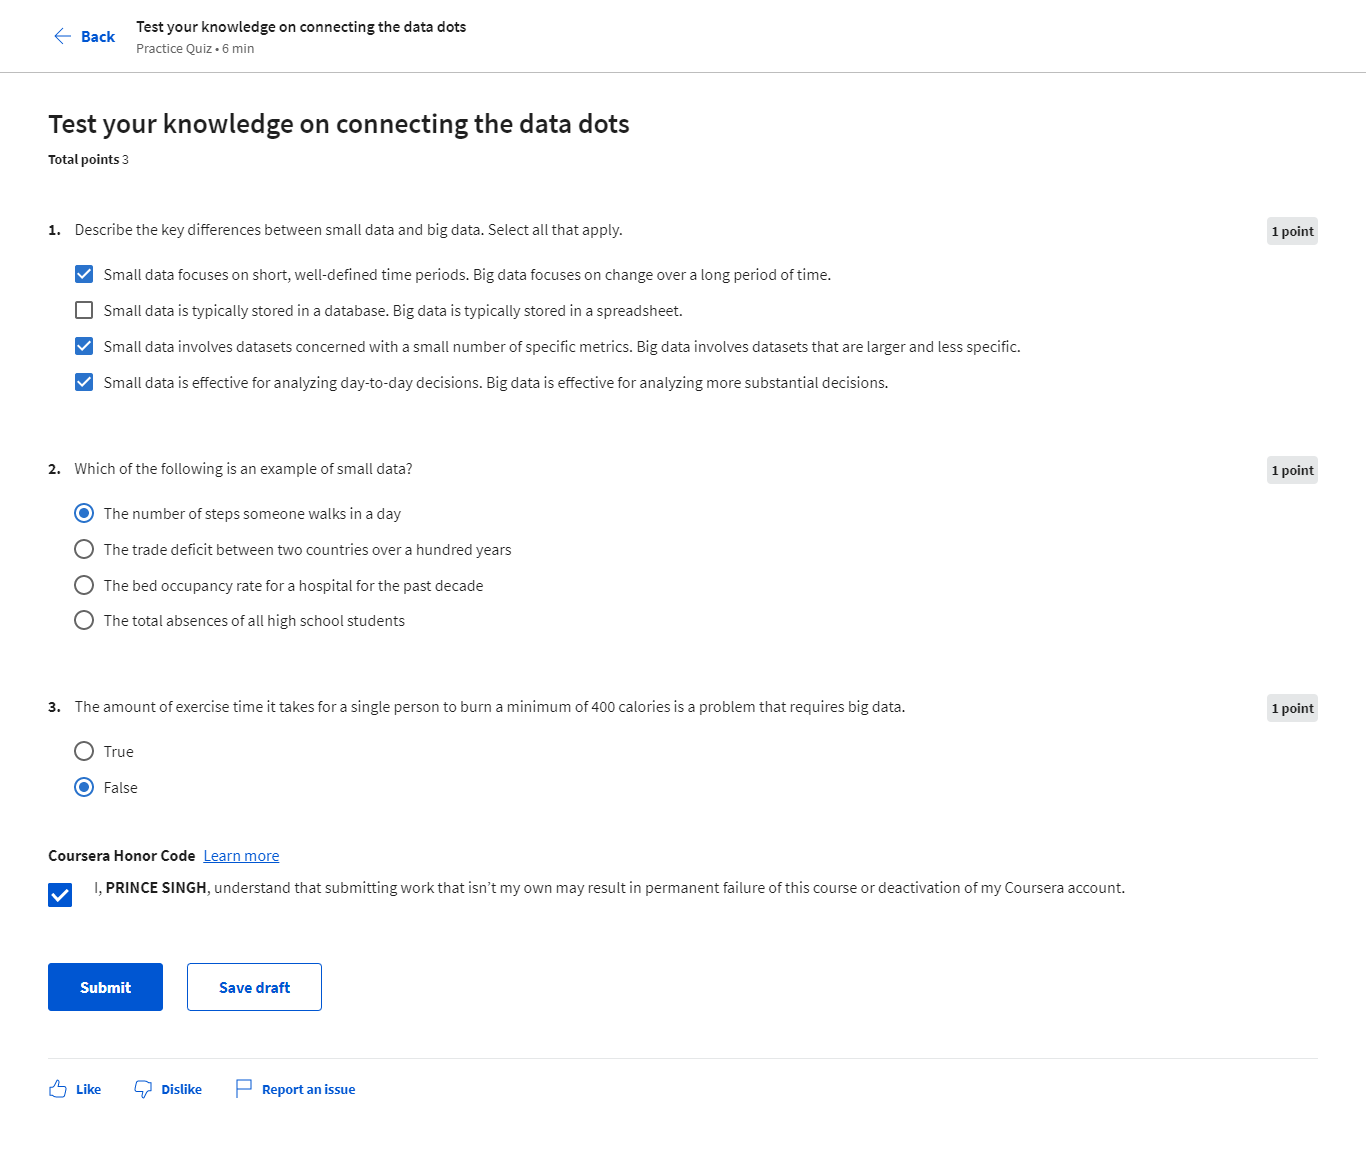 Back
Test your knowledge on connecting the data dots
Practice Quiz • 6 min
Test your knowledge on connecting the data dots
Total points 3
1. Describe the key differences between small data and big data. Select all that apply.
1 point
Small data focuses on short, well-defined time periods. Big data focuses on change over a long period of time.
Small data is typically stored in a database. Big data is typically stored in a spreadsheet.
Small data involves datasets concerned with a small number of specific metrics. Big data involves datasets that are larger and less specific.
Small data is effective for analyzing day-to-day decisions. Big data is effective for analyzing more substantial decisions.
2. Which of the following is an example of small data?
1 point
The number of steps someone walks in a day
The trade deficit between two countries over a hundred years
The bed occupancy rate for a hospital for the past decade
The total absences of all high school students
3. The amount of exercise time it takes for a single person to burn a minimum of 400 calories is a problem that requires big data.
1 point
True
False
Coursera Honor Code Learn more
I, PRINCE SINGH, understand that submitting work that isn’t my own may result in permanent failure of this course or deactivation of my Coursera account.
Submit
Save draft
Like
Dislike
Report an issue